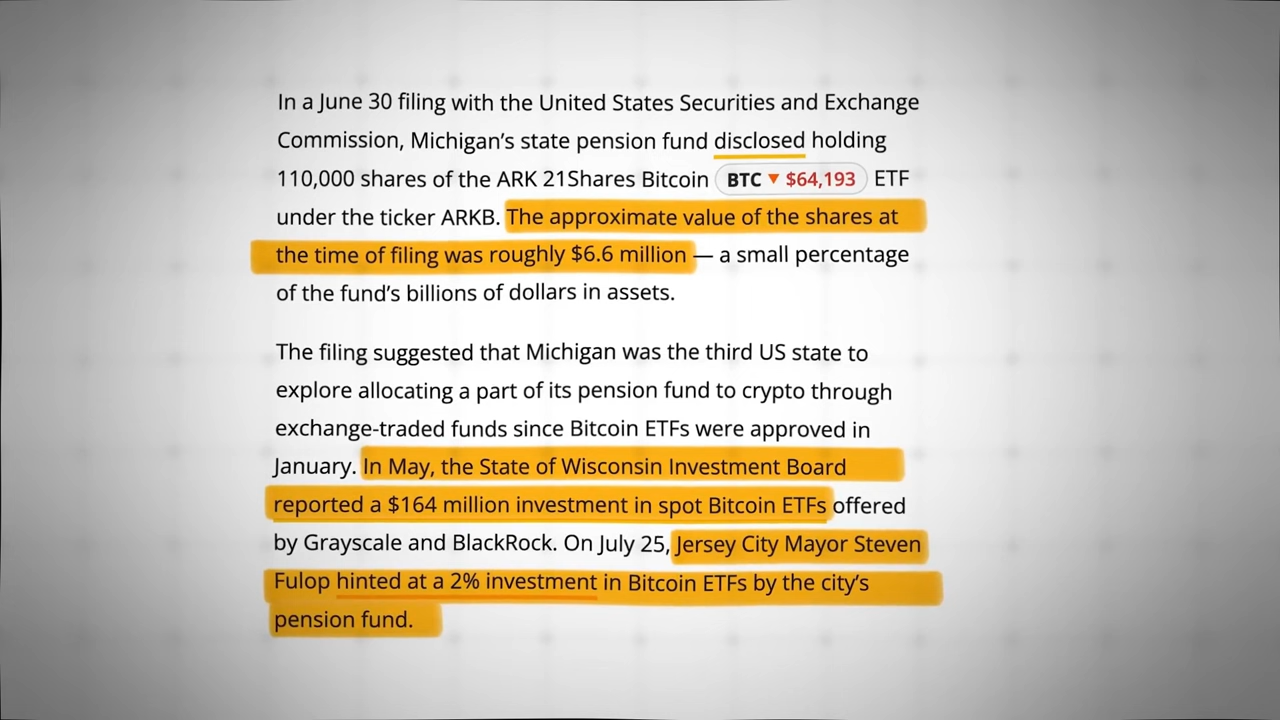 In a June 30 filing with the United States Securities and Exchange
Commission, Michigan's state pension fund disclosed holding
110,000 shares of the ARK 21Shares Bitcoin BTC ▼ $64,193 ETF
under the ticker ARKB. The approximate value of the shares at
the time of filing was roughly $6.6 million — a small percentage
of the fund's billions of dollars in assets.
The filing suggested that Michigan was the third US state to
explore allocating a part of its pension fund to crypto through
exchange-traded funds since Bitcoin ETFs were approved in
January. In May, the State of Wisconsin Investment Board
reported a $164 million investment in spot Bitcoin ETFs offered
by Grayscale and BlackRock. On July 25, Jersey City Mayor Steven
Fulop hinted at a 2% investment in Bitcoin ETFs by the city's
pension fund.